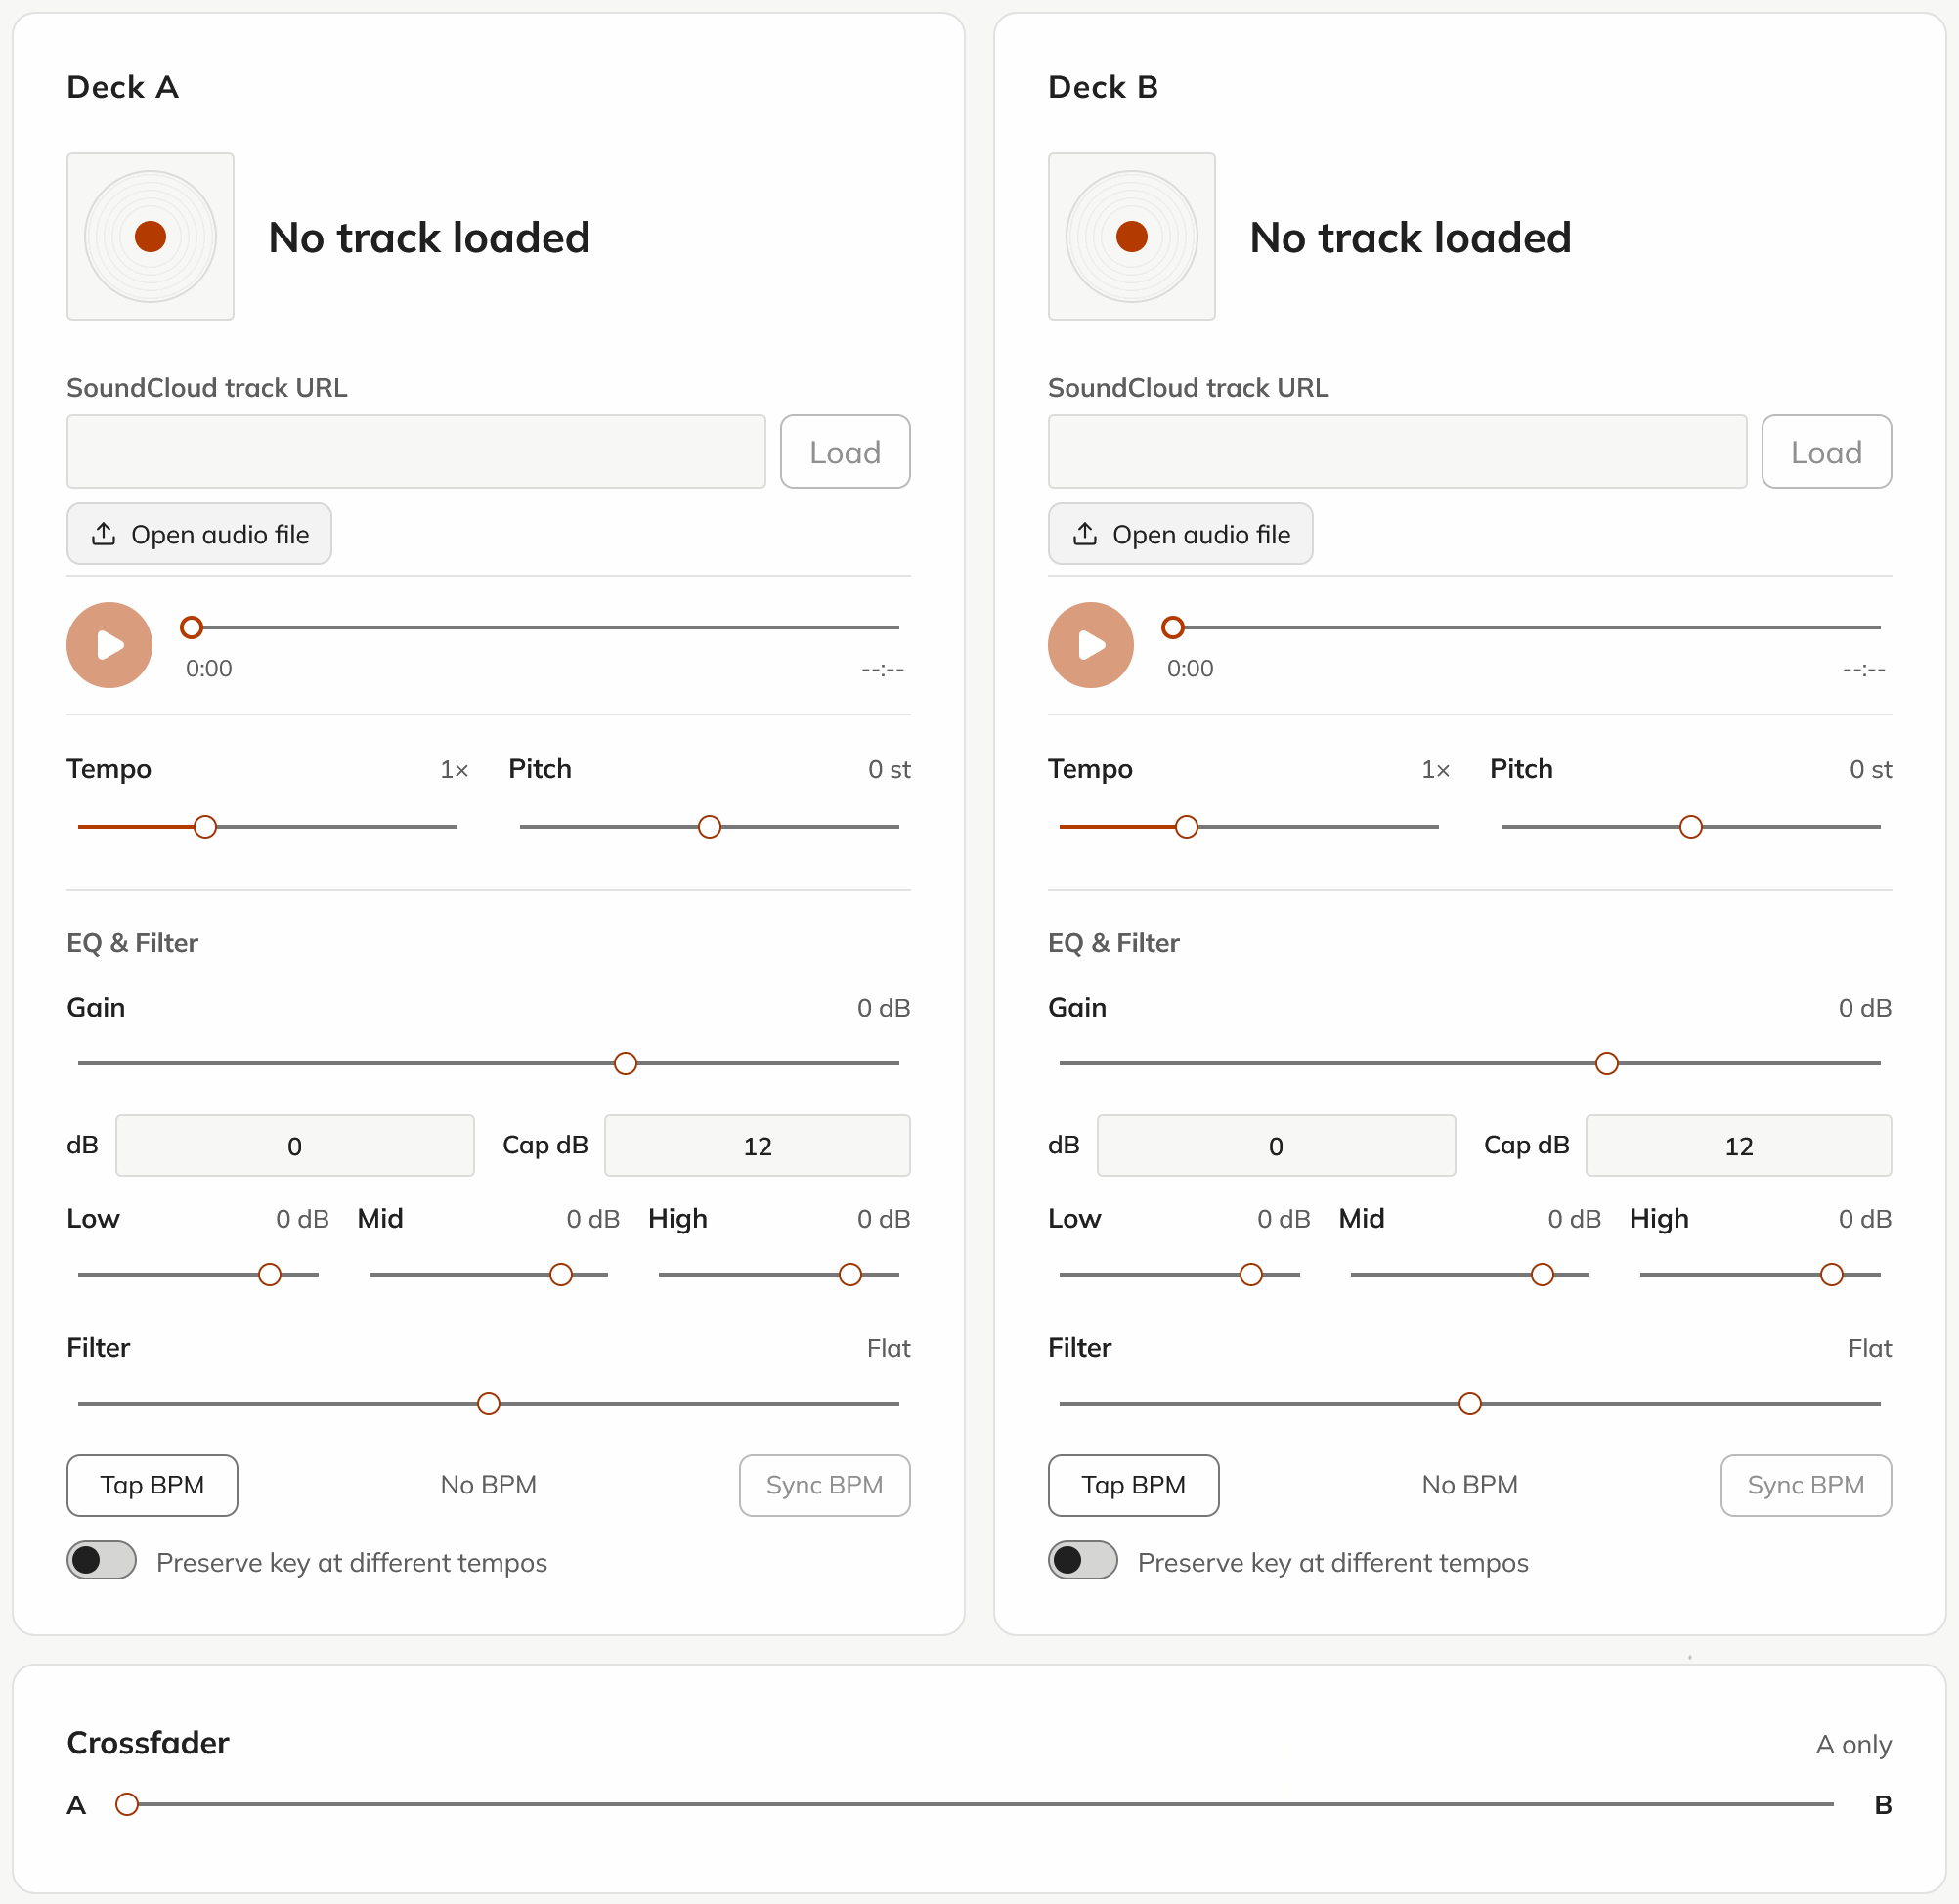 Deck A
No track loaded
SoundCloud track URL
Load
Open audio file
0:00 --:--
Tempo 1× Pitch 0 st
EQ & Filter
Gain 0 dB
dB 0 Cap dB 12
Low 0 dB Mid 0 dB High 0 dB
Filter Flat
Tap BPM No BPM Sync BPM
Preserve key at different tempos
Deck B
No track loaded
SoundCloud track URL
Load
Open audio file
0:00 --:--
Tempo 1× Pitch 0 st
EQ & Filter
Gain 0 dB
dB 0 Cap dB 12
Low 0 dB Mid 0 dB High 0 dB
Filter Flat
Tap BPM No BPM Sync BPM
Preserve key at different tempos
Crossfader A only
A B